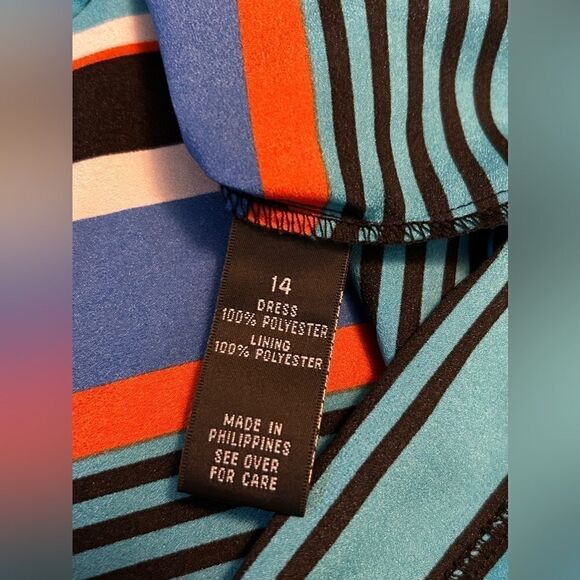 14
DRESS
100% POLYESTER
LINING
100% POLYESTER
MADE IN
PHILIPPINES
SEE OVER
FOR CARE